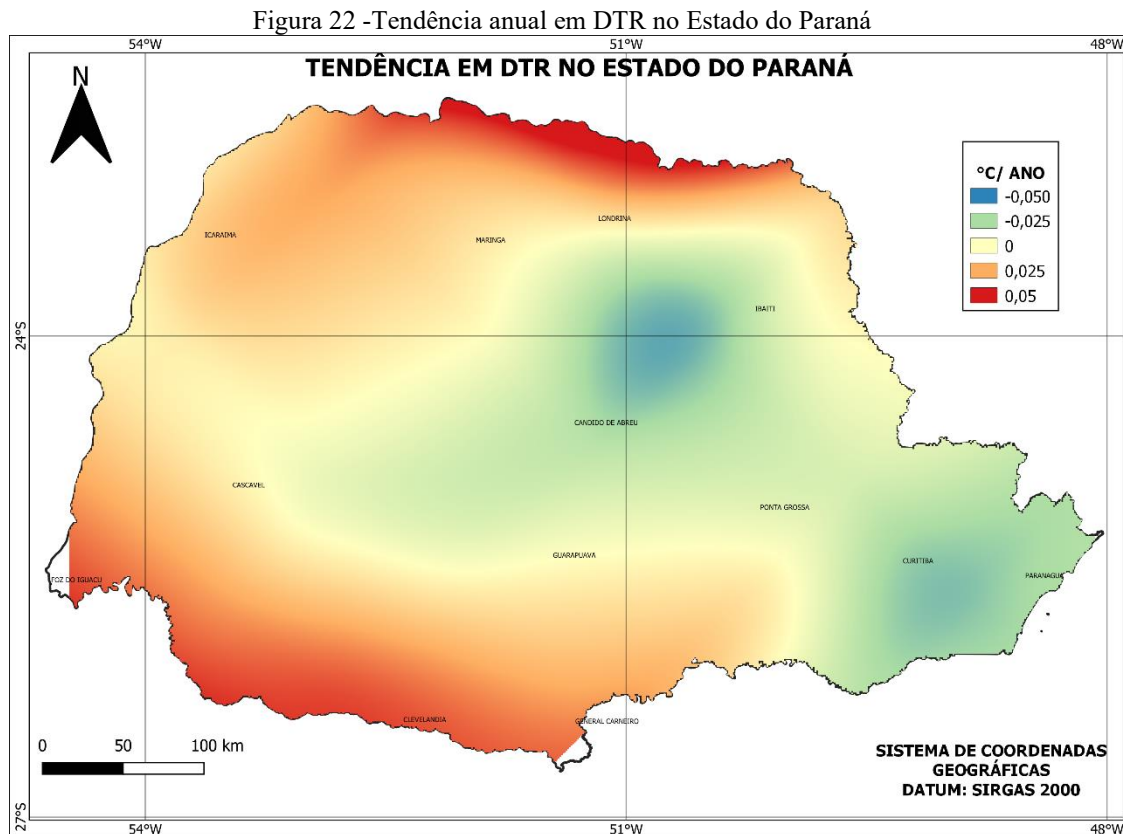 Figura 22 -Tendência anual em DTR no Estado do Paraná
54°W
51°W
48°W
TENDÊNCIA EM DTR NO ESTADO DO PARANÁ
N
°C/ ANO
-0,050
-0,025
0
0,025
0,05
LONDRINA
ICARAIMA
MARINGA
IBAITI
24°S
24°S
CANDIDO DE ABREU
CASCAVEL
PONTA GROSSA
GUARAPUAVA
CURITIBA
FOZ DO IGUACU
PARANAGUA
CLEVELANDIA
GENERAL CARNEIRO
0 50 100 km
SISTEMA DE COORDENADAS
GEOGRÁFICAS
DATUM: SIRGAS 2000
27°S
27°S
54°W
51°W
48°W